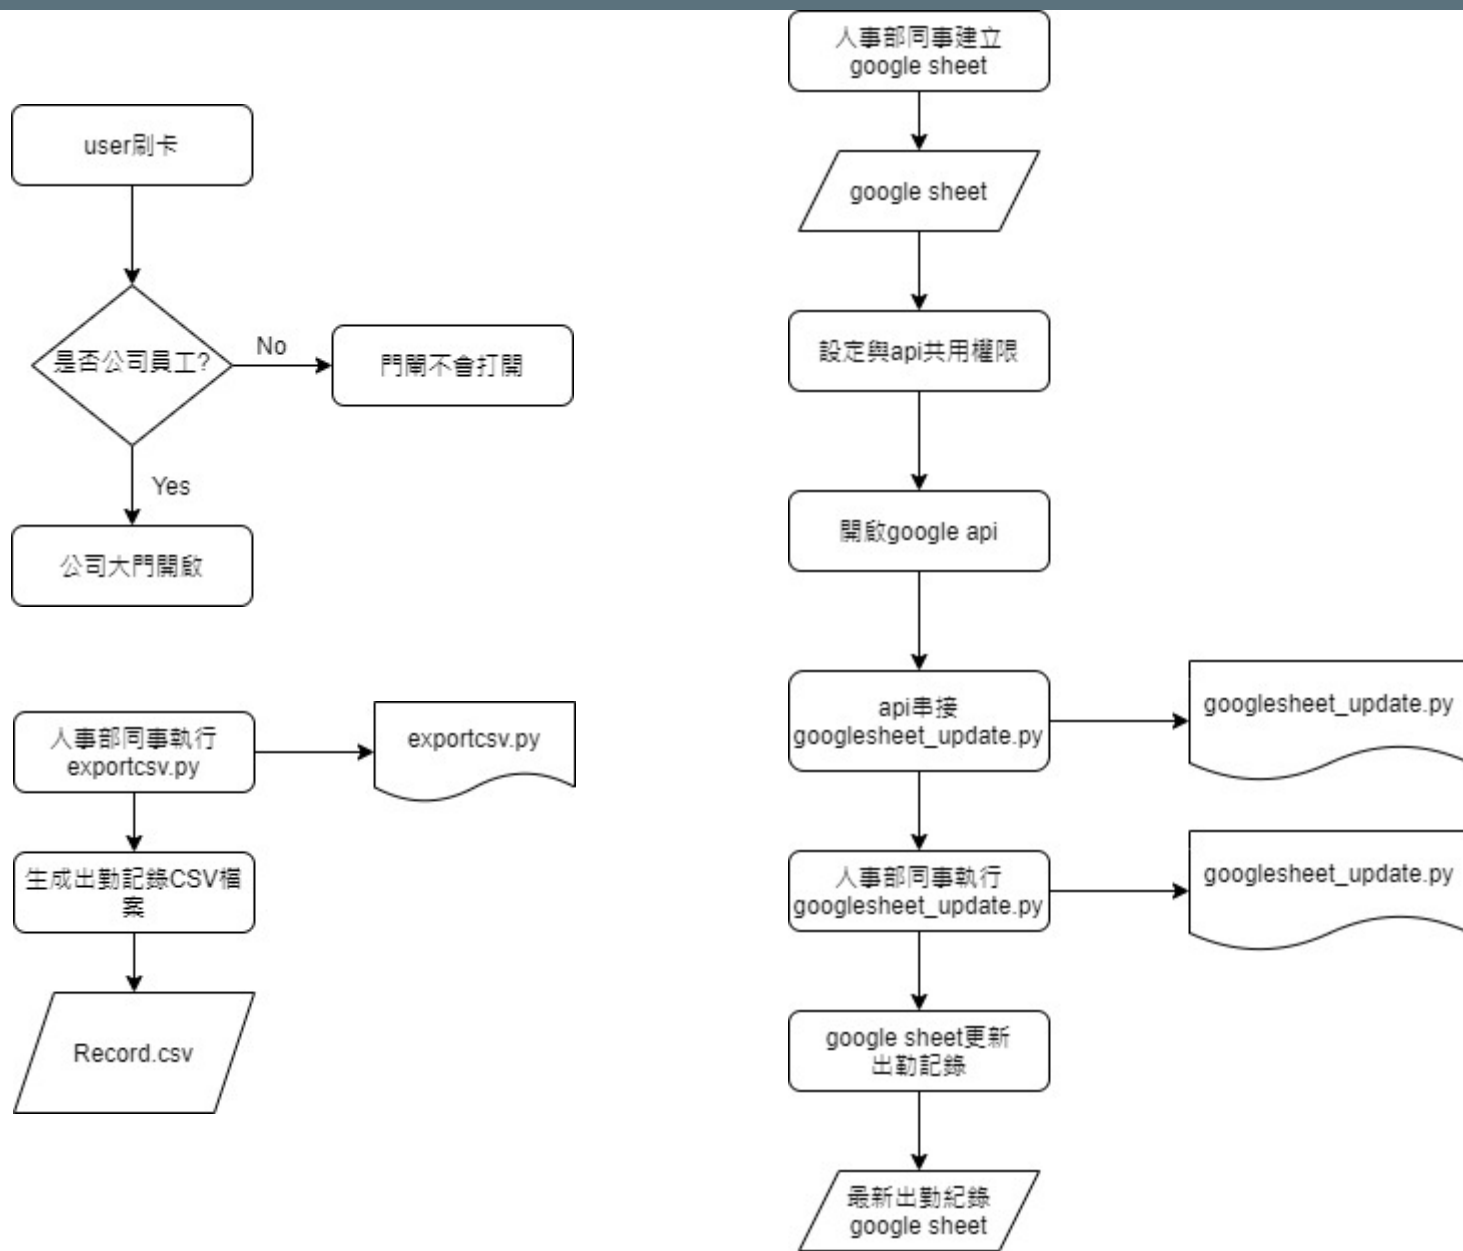 user刷卡
是否公司員工?
No
門閘不會打開
Yes
公司大門開啟
人事部同事執行
exportcsv.py
exportcsv.py
生成出勤記錄CSV檔
案
Record.csv
人事部同事建立
google sheet
google sheet
設定與api共用權限
開啟google api
api串接
googlesheet_update.py
googlesheet_update.py
人事部同事執行
googlesheet_update.py
googlesheet_update.py
google sheet更新
出勤記錄
最新出勤紀錄
google sheet